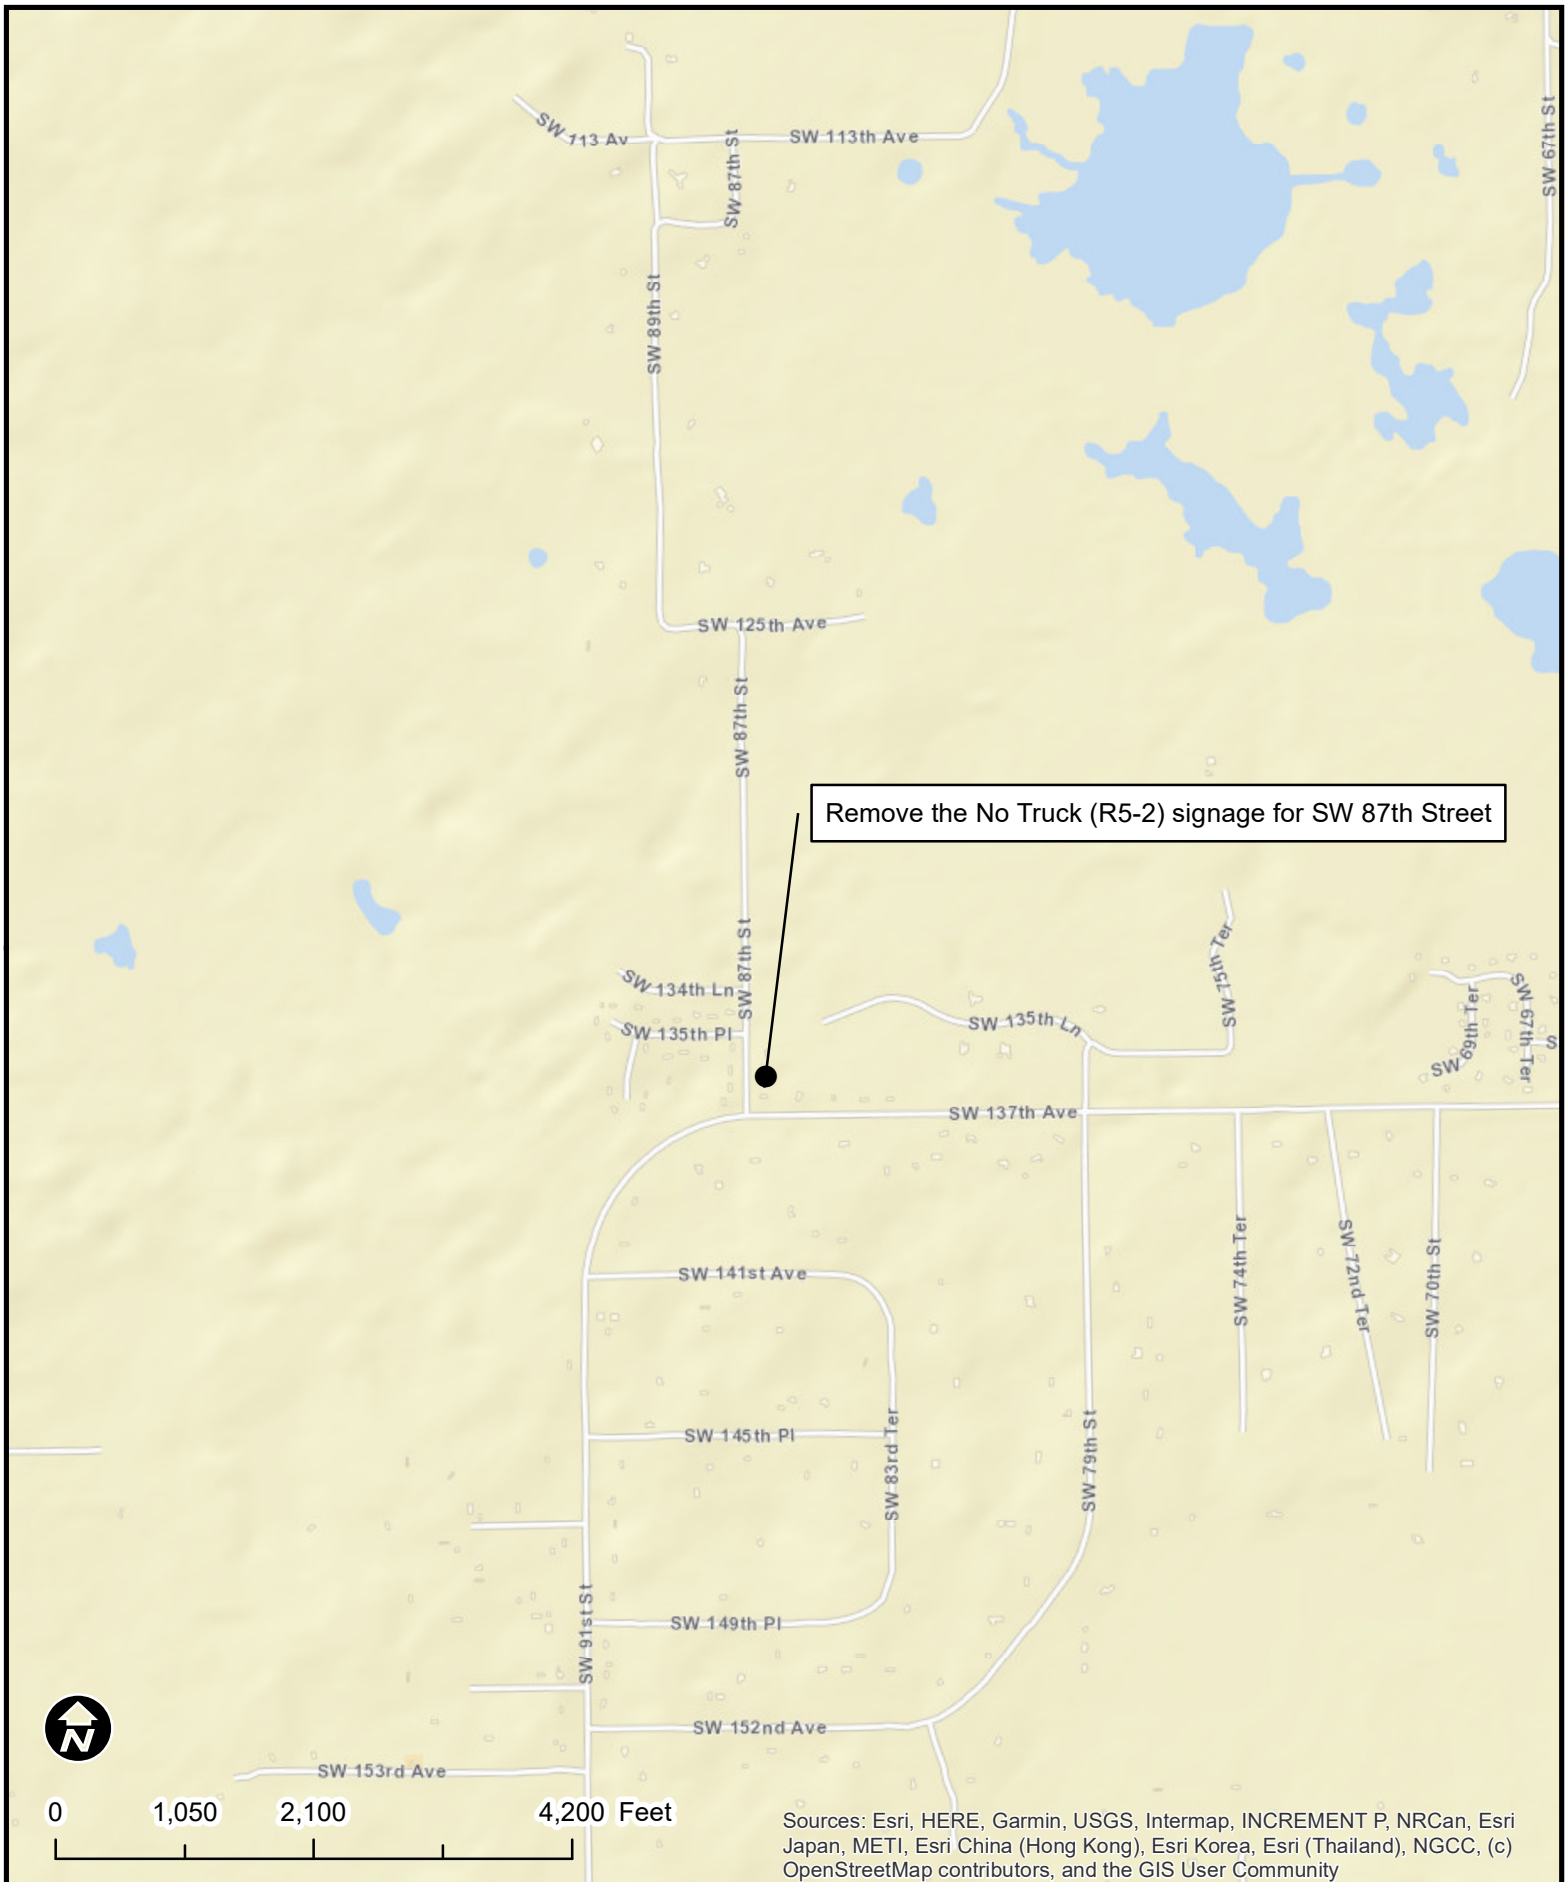 SW 113 Av
SW 113th Ave
SW 87th St
SW 67th St
SW 89th St
SW 125th Ave
SW 87th St
Remove the No Truck (R5-2) signage for SW 87th Street
SW 87th St
SW 134th Ln
SW 135th Pl
SW 135th Ln
SW 75th Ter
SW 69th Ter
SW 67th Ter
S
SW 137th Ave
SW 141st Ave
SW 74th Ter
SW 72nd Ter
SW 70th St
SW 145th Pl
SW 83rd Ter
SW 79th St
SW 91st St
SW 149th Pl
SW 152nd Ave
N
SW 153rd Ave
0 1,050 2,100 4,200 Feet
Sources: Esri, HERE, Garmin, USGS, Intermap, INCREMENT P, NRCan, Esri
Japan, METI, Esri China (Hong Kong), Esri Korea, Esri (Thailand), NGCC, (c)
OpenStreetMap contributors, and the GIS User Community